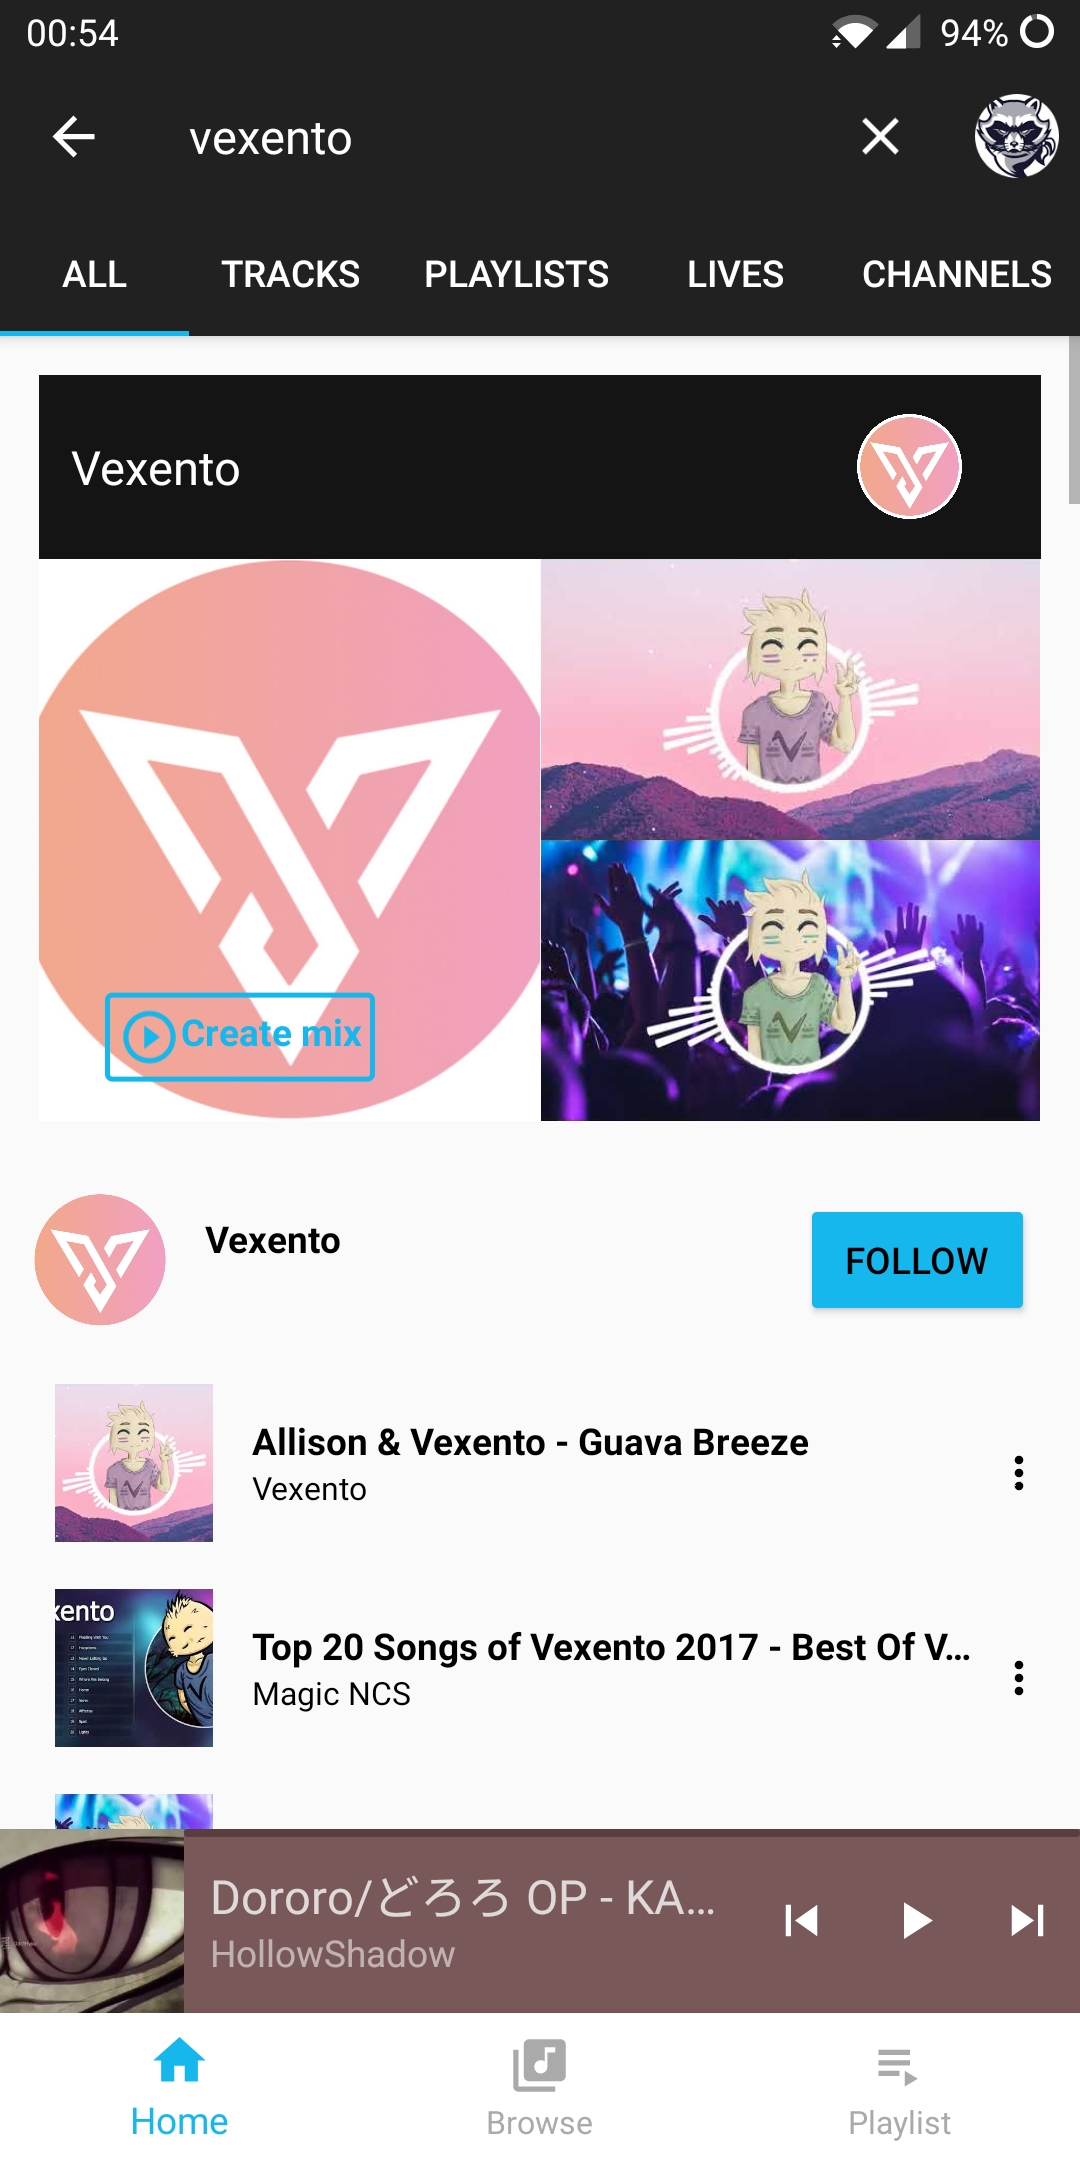 00:54
94%
vexento
ALL TRACKS PLAYLISTS LIVES CHANNELS
Vexento
Create mix
Vexento
FOLLOW
Allison & Vexento - Guava Breeze
Vexento
xento
Top 20 Songs of Vexento 2017 - Best Of V...
Magic NCS
Dororo/どろろ OP - KA...
HollowShadow
Home
Browse
Playlist